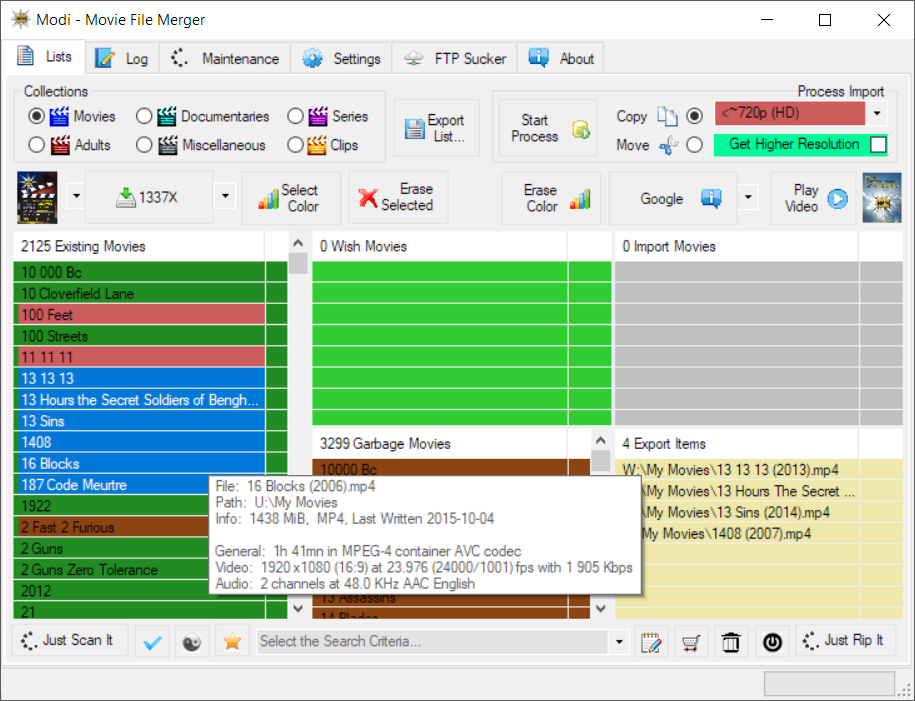 Modi - Movie File Merger
Lists
Log
Maintenance
Settings
FTP Sucker
About
Collections
Movies
Documentaries
Series
Adults
Miscellaneous
Clips
Export
List...
Process Import
Start
Process
Copy
<~720p (HD)
Move
Get Higher Resolution
1337X
Select
Color
Erase
Selected
Erase
Color
Google
Play
Video
2125 Existing Movies
10 000 Bc
10 Cloverfield Lane
100 Feet
100 Streets
11 11 11
13 13 13
13 Hours the Secret Soldiers of Bengh...
13 Sins
1408
16 Blocks
187 Code Meurtre
1922
2 Fast 2 Furious
2 Guns
2 Guns Zero Tolerance
2012
21
0 Wish Movies
0 Import Movies
3299 Garbage Movies
10000 Bc
13 Assassins
14 Blades
4 Export Items
W:\My Movies\13 13 13 (2013).mp4
\My Movies\13 Hours The Secret ...
\My Movies\13 Sins (2014).mp4
My Movies\1408 (2007).mp4
File: 16 Blocks (2006).mp4
Path: U:\My Movies
Info: 1438 MiB, MP4, Last Written 2015-10-04
General: 1h 41mn in MPEG-4 container AVC codec
Video: 1920 x1080 (16:9) at 23.976 (24000/1001) fps with 1 905 Kbps
Audio: 2 channels at 48.0 KHz AAC English
Just Scan It
Select the Search Criteria...
Just Rip It